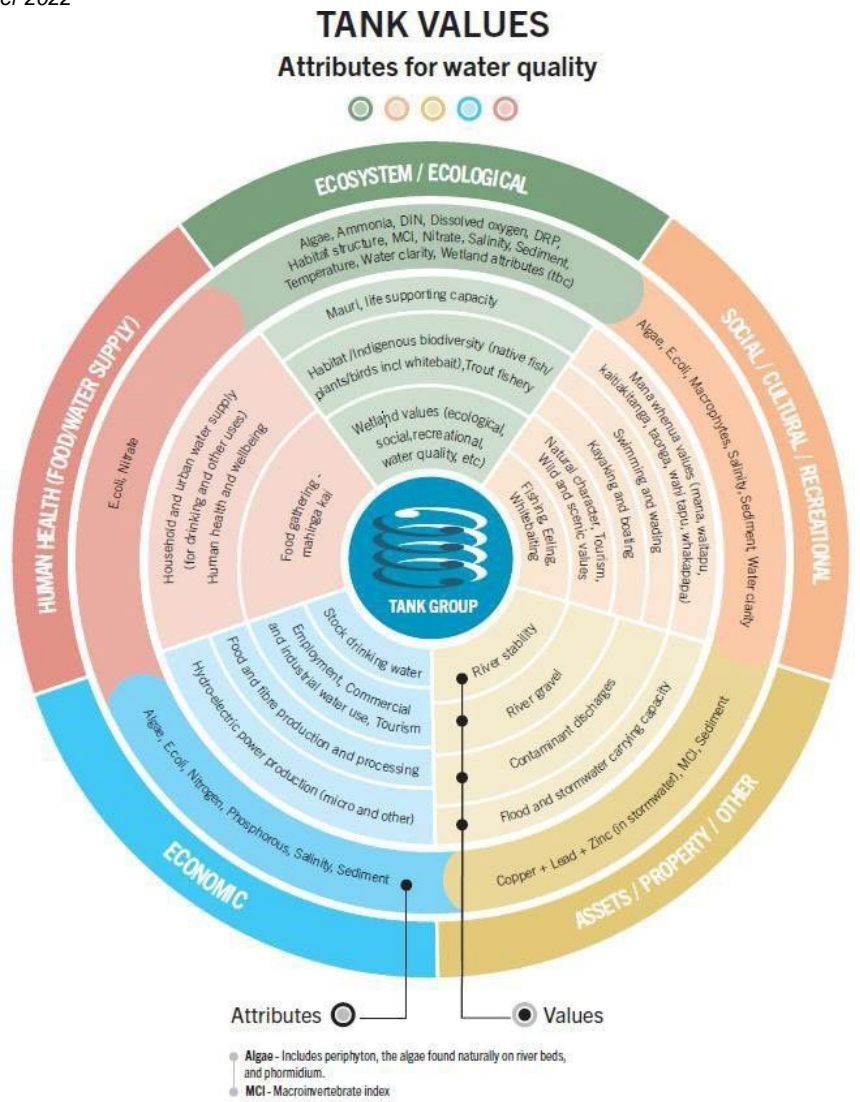 2022
TANK VALUES
Attributes for water quality
ECOSYSTEM / ECOLOGICAL
Algae, Ammonia, DIN, Dissolved oxygen, DRP,
Habitat structure, MCI, Nitrate, Salinity, Sediment,
Temperature, Water clarity, Wetland attributes (tbc)
Mauri, life supporting capacity
Habitat/Indigenous biodiversity (native fish/
plants/birds incl whitebait),Trout fishery
Wetland values (ecological,
social,recreational,
water quality, etc)
SOCIAL / CULTURAL / RECREATIONAL
Algae, E.coli, Macrophytes, Salinity, Sediment, Water clarity
Mana whenua values (mana, waitapu,
kaitiakitanga, taonga, wahi tapu, whakapapa)
Swimming and wading
Kayaking and boating
Natural character, Tourism,
Wild and scenic values
Fishing, Eeling,
Whitebaiting
ASSETS / PROPERTY / OTHER
Copper + Lead + Zinc (in stormwater), MCI, Sediment
Flood and stormwater carrying capacity
Contaminant discharges
River gravel
River stability
ECONOMIC
Algae, E.coli, Nitrogen, Phosphorous, Salinity, Sediment
Hydro-electric power production (micro and other)
Food and fibre production and processing
Employment, Commercial
and industrial water use, Tourism
Stock drinking water
HUMAN HEALTH (FOOD/WATER SUPPLY)
E.coli, Nitrate
Household and urban water supply
(for drinking and other uses)
Human health and wellbeing
Food gathering -
mahinga kai
TANK GROUP
Attributes
Values
Algae - Includes periphyton, the algae found naturally on river beds,
and phormidium.
MCI - Macroinvertebrate index